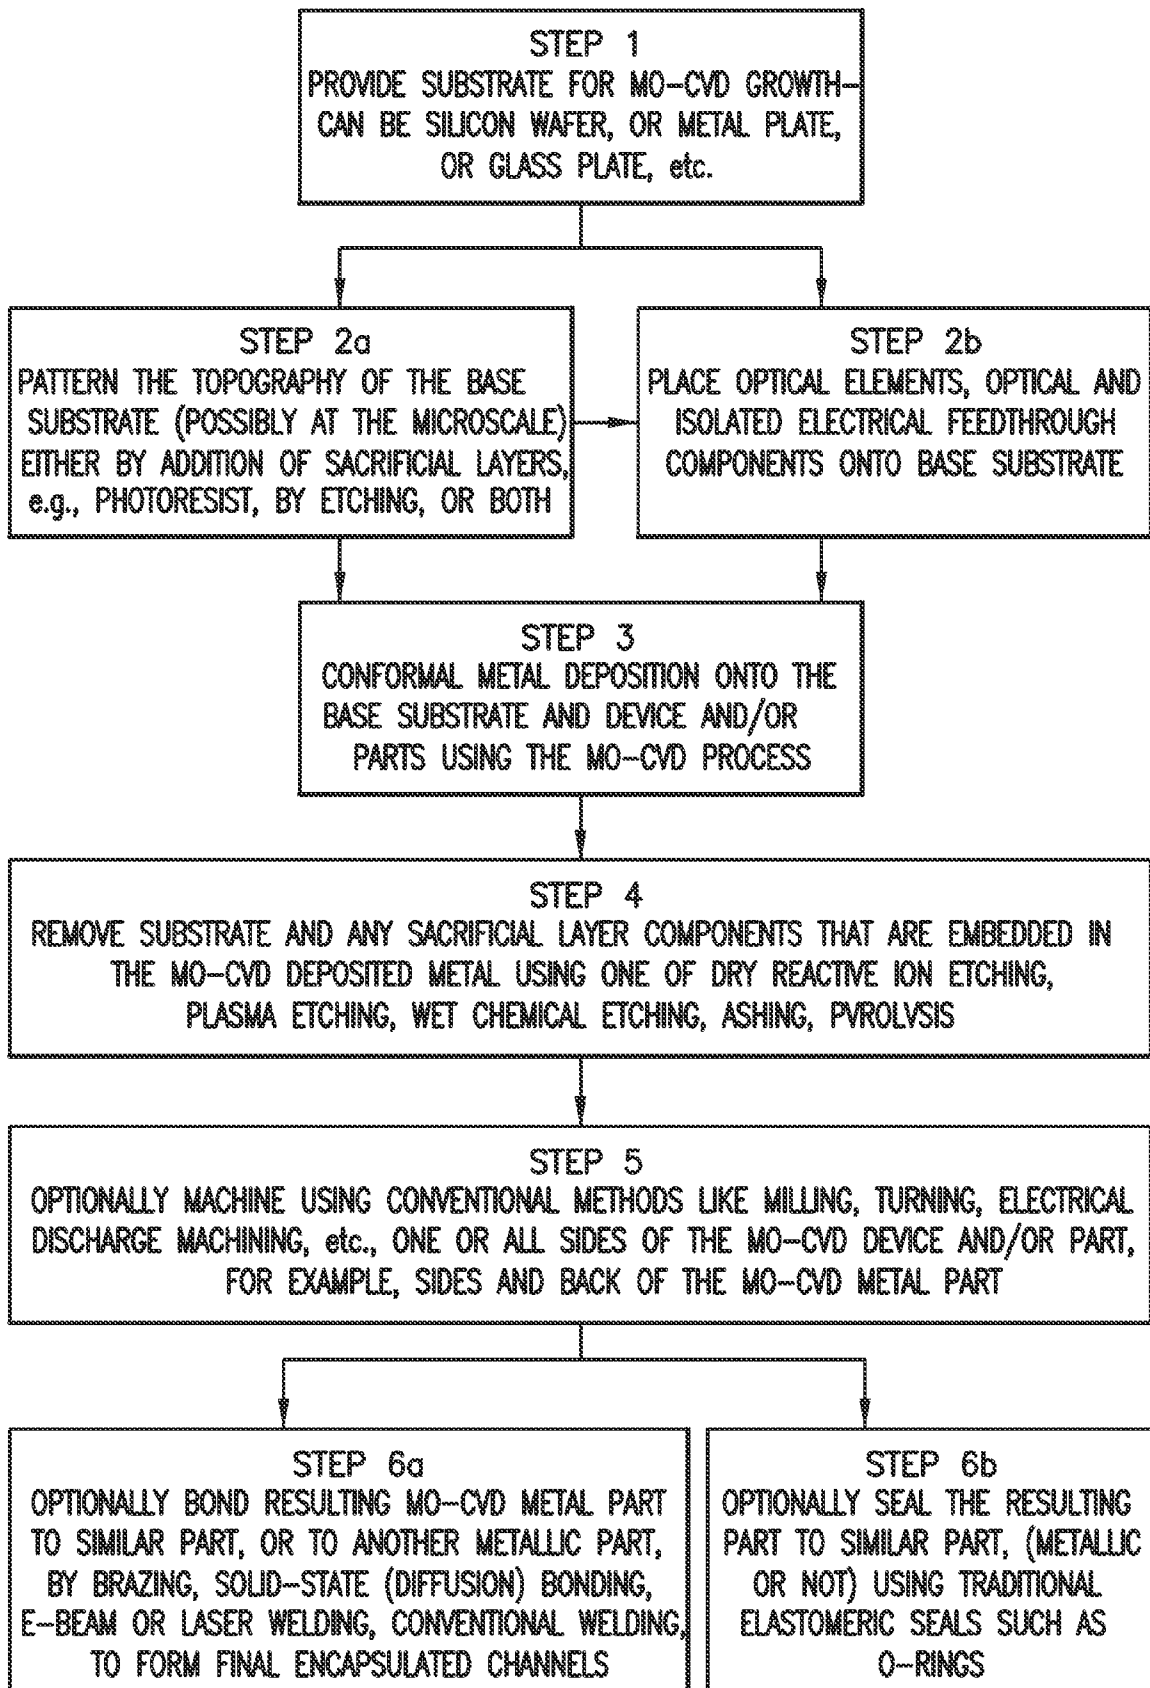 STEP 1
PROVIDE SUBSTRATE FOR MO-CVD GROWTH-
CAN BE SILICON WAFER, OR METAL PLATE,
OR GLASS PLATE, etc.
STEP 2a
PATTERN THE TOPOGRAPHY OF THE BASE
SUBSTRATE (POSSIBLY AT THE MICROSCALE)
EITHER BY ADDITION OF SACRIFICIAL LAYERS,
e.g., PHOTORESIST, BY ETCHING, OR BOTH
STEP 2b
PLACE OPTICAL ELEMENTS, OPTICAL AND
ISOLATED ELECTRICAL FEEDTHROUGH
COMPONENTS ONTO BASE SUBSTRATE
STEP 3
CONFORMAL METAL DEPOSITION ONTO THE
BASE SUBSTRATE AND DEVICE AND/OR
PARTS USING THE MO-CVD PROCESS
STEP 4
REMOVE SUBSTRATE AND ANY SACRIFICIAL LAYER COMPONENTS THAT ARE EMBEDDED IN
THE MO-CVD DEPOSITED METAL USING ONE OF DRY REACTIVE ION ETCHING,
PLASMA ETCHING, WET CHEMICAL ETCHING, ASHING, PVROLVSIS
STEP 5
OPTIONALLY MACHINE USING CONVENTIONAL METHODS LIKE MILLING, TURNING, ELECTRICAL
DISCHARGE MACHINING, etc., ONE OR ALL SIDES OF THE MO-CVD DEVICE AND/OR PART,
FOR EXAMPLE, SIDES AND BACK OF THE MO-CVD METAL PART
STEP 6a
OPTIONALLY BOND RESULTING MO-CVD METAL PART
TO SIMILAR PART, OR TO ANOTHER METALLIC PART,
BY BRAZING, SOLID-STATE (DIFFUSION) BONDING,
E-BEAM OR LASER WELDING, CONVENTIONAL WELDING,
TO FORM FINAL ENCAPSULATED CHANNELS
STEP 6b
OPTIONALLY SEAL THE RESULTING
PART TO SIMILAR PART, (METALLIC
OR NOT) USING TRADITIONAL
ELASTOMERIC SEALS SUCH AS
O-RINGS